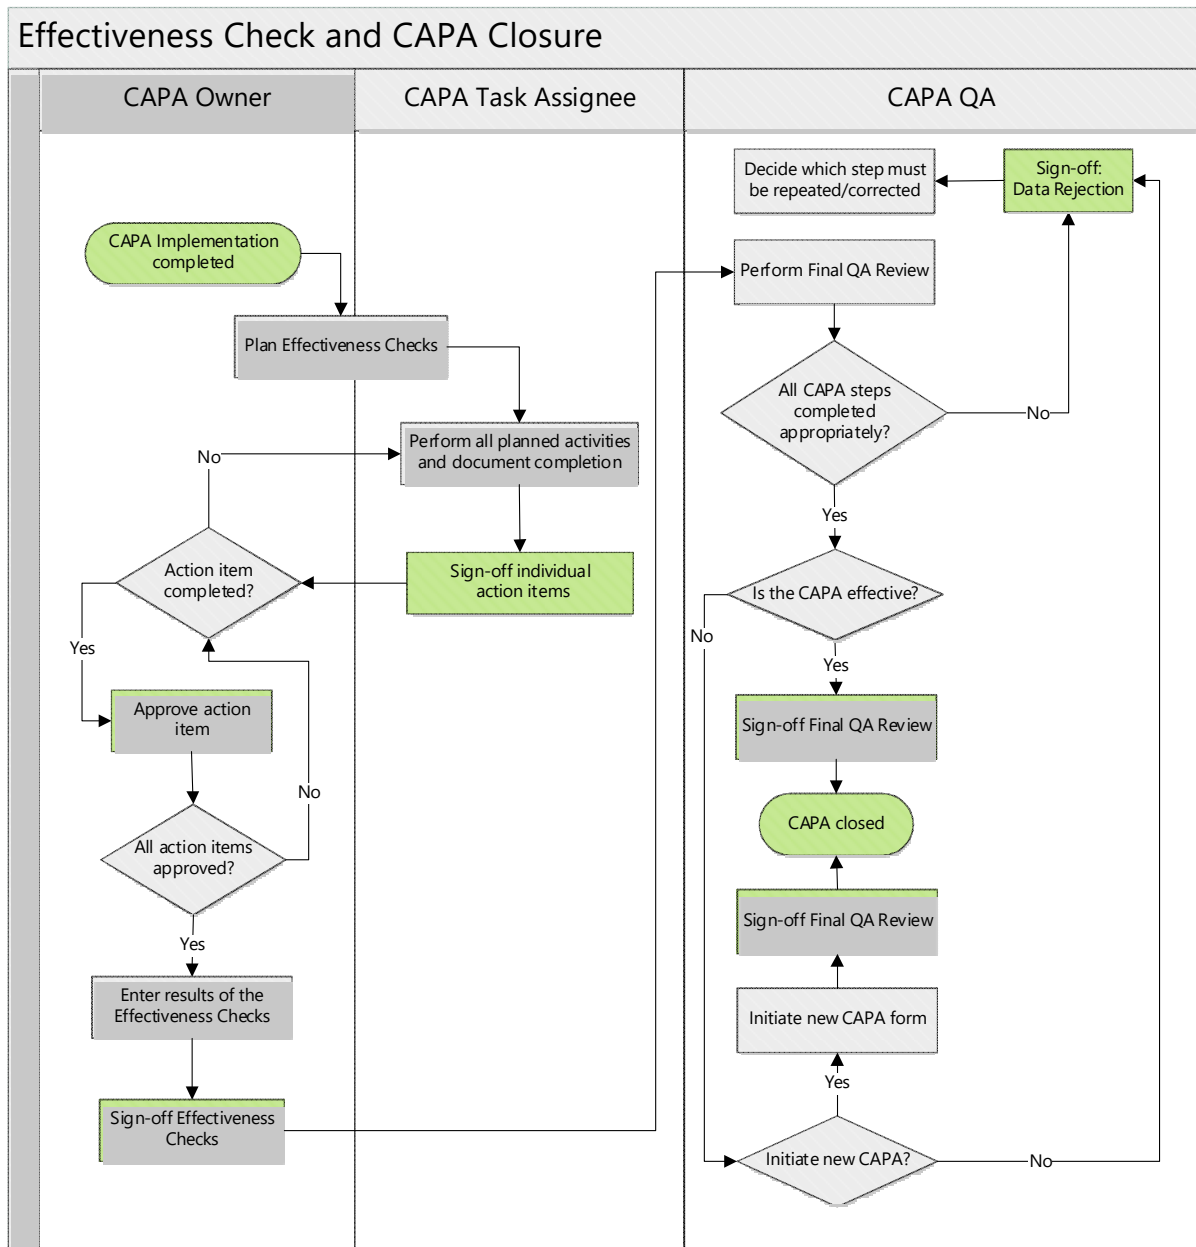 Effectiveness Check and CAPA Closure
CAPA Owner
CAPA Task Assignee
CAPA QA
CAPA Implementation
completed
Plan Effectiveness Checks
Perform all planned activities
and document completion
No
Sign-off individual
action items
Action item
completed?
Yes
Approve action
item
No
All action items
approved?
Yes
Enter results of the
Effectiveness Checks
Sign-off Effectiveness
Checks
Decide which step must
be repeated/corrected
Sign-off:
Data Rejection
Perform Final QA Review
All CAPA steps
completed
appropriately?
No
Yes
Is the CAPA effective?
No
Yes
Sign-off Final QA Review
CAPA closed
Sign-off Final QA Review
Initiate new CAPA form
Yes
Initiate new CAPA?
No